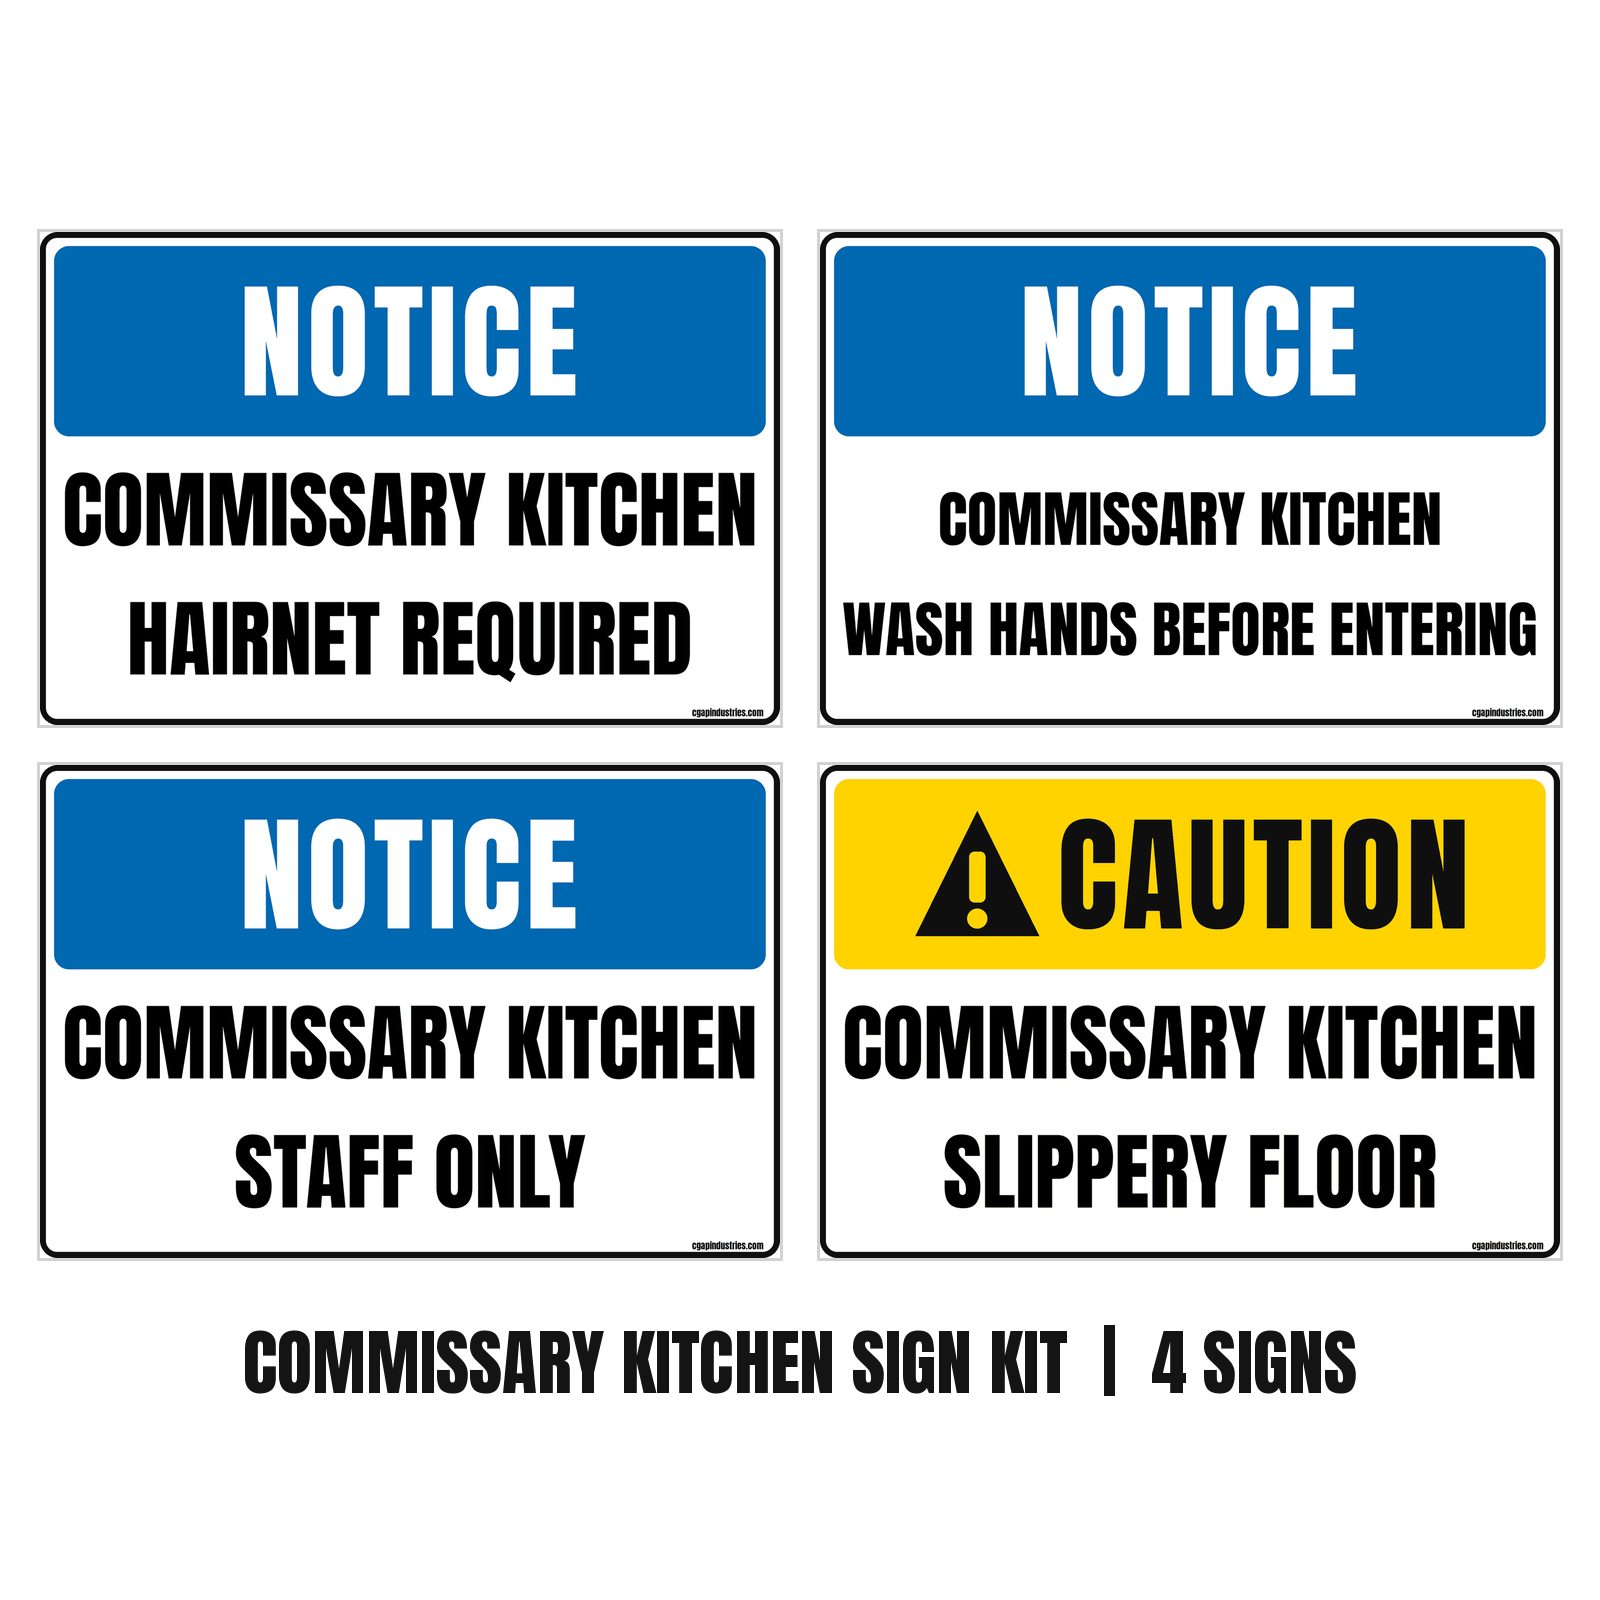 NOTICE
COMMISSARY KITCHEN
HAIRNET REQUIRED
cgapindustries.com
NOTICE
COMMISSARY KITCHEN
WASH HANDS BEFORE ENTERING
cgapindustries.com
NOTICE
COMMISSARY KITCHEN
STAFF ONLY
cgapindustries.com
CAUTION
COMMISSARY KITCHEN
SLIPPERY FLOOR
cgapindustries.com
COMMISSARY KITCHEN SIGN KIT | 4 SIGNS